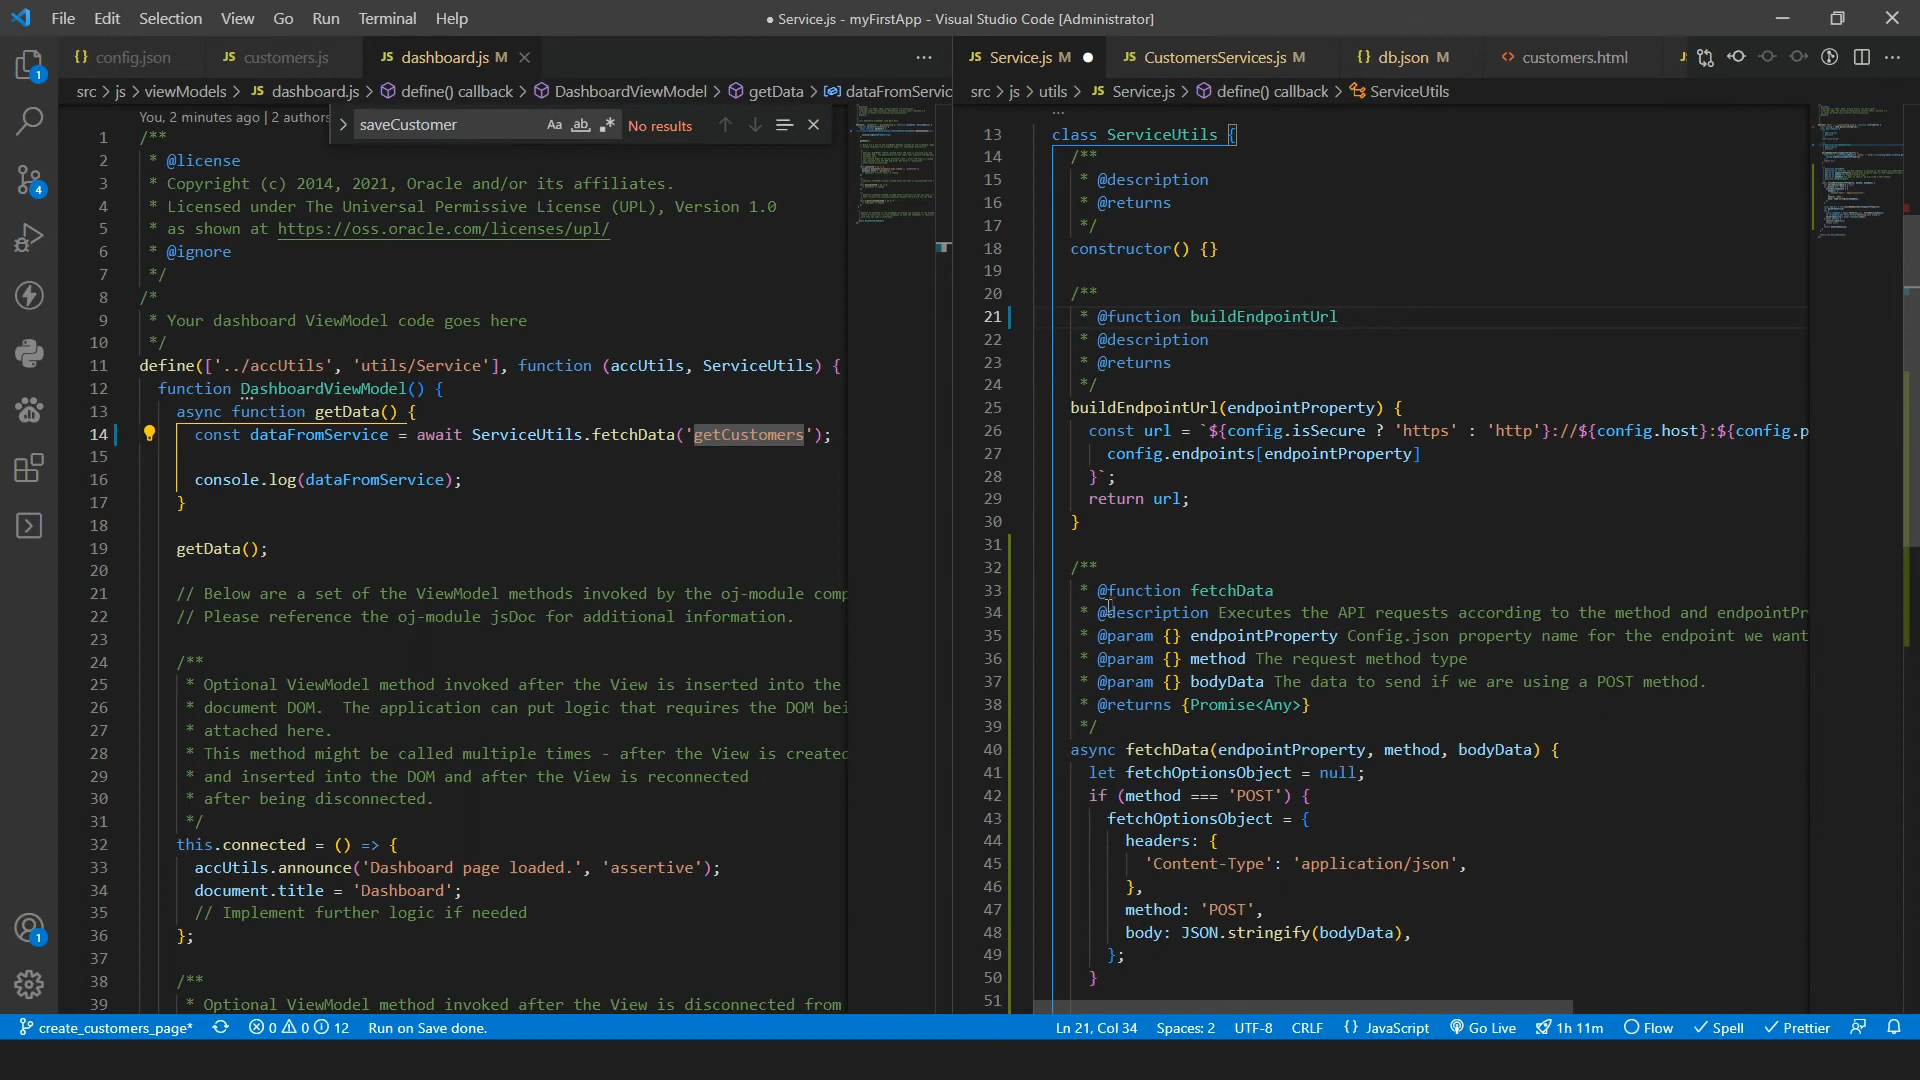 File Edit Selection View Go Run Terminal Help
● Service.js - myFirstApp - Visual Studio Code [Administrator]
{} config.json
JS customers.js
JS dashboard.js M
JS Service.js M
JS CustomersServices.js M
{} db.json M
<> customers.html
src > js > viewModels > JS dashboard.js > define() callback > DashboardViewModel > getData > dataFromServic
src > js > utils > JS Service.js > define() callback > ServiceUtils
You, 2 minutes ago | 2 authors
saveCustomer
Aa ab .*
No results
1 /**
2 * @license
3 * Copyright (c) 2014, 2021, Oracle and/or its affiliates.
4 * Licensed under The Universal Permissive License (UPL), Version 1.0
5 * as shown at https://oss.oracle.com/licenses/upl/
6 * @ignore
7 */
8 /*
9 * Your dashboard ViewModel code goes here
10 */
11 define(['../accUtils', 'utils/Service'], function (accUtils, ServiceUtils) {
12 function DashboardViewModel() {
13 async function getData() {
14 const dataFromService = await ServiceUtils.fetchData('getCustomers');
15
16 console.log(dataFromService);
17 }
18
19 getData();
20
21 // Below are a set of the ViewModel methods invoked by the oj-module comp
22 // Please reference the oj-module jsDoc for additional information.
23
24 /**
25 * Optional ViewModel method invoked after the View is inserted into the
26 * document DOM.  The application can put logic that requires the DOM bei
27 * attached here.
28 * This method might be called multiple times - after the View is created
29 * and inserted into the DOM and after the View is reconnected
30 * after being disconnected.
31 */
32 this.connected = () => {
33 accUtils.announce('Dashboard page loaded.', 'assertive');
34 document.title = 'Dashboard';
35 // Implement further logic if needed
36 };
37
38 /**
39 * Optional ViewModel method invoked after the View is disconnected from
13 class ServiceUtils {
14 /**
15 * @description
16 * @returns
17 */
18 constructor() {}
19
20 /**
21 * @function buildEndpointUrl
22 * @description
23 * @returns
24 */
25 buildEndpointUrl(endpointProperty) {
26 const url = `${config.isSecure ? 'https' : 'http'}://${config.host}:${config.p
27 config.endpoints[endpointProperty]
28 }`;
29 return url;
30 }
31
32 /**
33 * @function fetchData
34 * @description Executes the API requests according to the method and endpointPr
35 * @param {} endpointProperty Config.json property name for the endpoint we want
36 * @param {} method The request method type
37 * @param {} bodyData The data to send if we are using a POST method.
38 * @returns {Promise<Any>}
39 */
40 async fetchData(endpointProperty, method, bodyData) {
41 let fetchOptionsObject = null;
42 if (method === 'POST') {
43 fetchOptionsObject = {
44 headers: {
45 'Content-Type': 'application/json',
46 },
47 method: 'POST',
48 body: JSON.stringify(bodyData),
49 };
50 }
51
1
4
1
create_customers_page* 0 0 12 Run on Save done.
Ln 21, Col 34 Spaces: 2 UTF-8 CRLF {} JavaScript Go Live 1h 11m Flow Spell Prettier